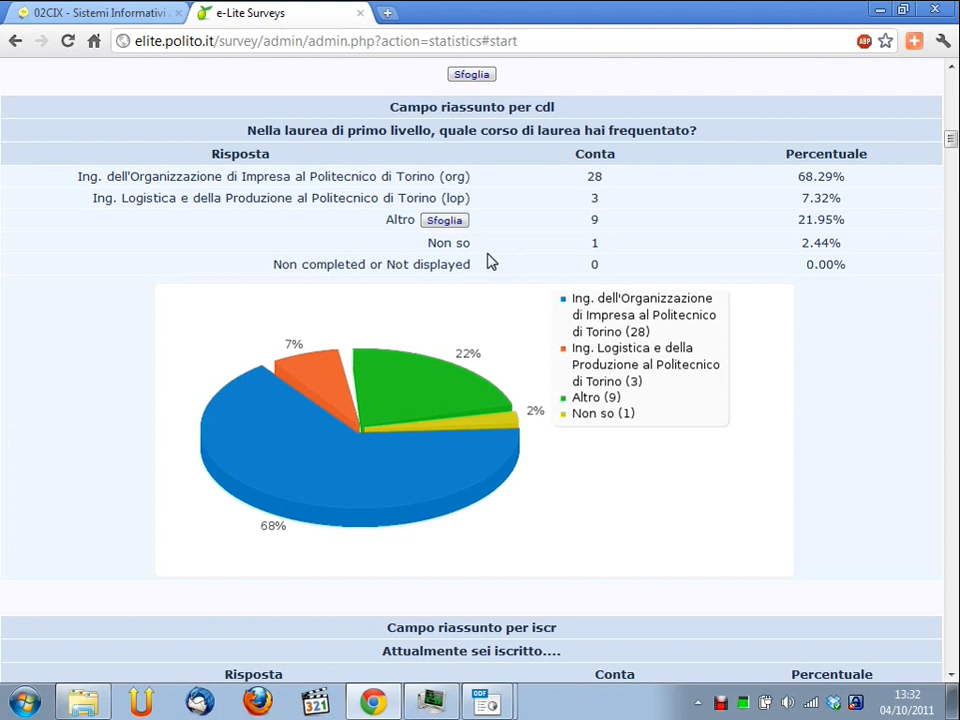 02CIX - Sistemi Informativi
e-Lite Surveys
elite.polito.it/survey/admin/admin.php?action=statistics#start
ABP
Sfoglia
Campo riassunto per cdl
Nella laurea di primo livello, quale corso di laurea hai frequentato?
Risposta Conta Percentuale
Ing. dell'Organizzazione di Impresa al Politecnico di Torino (org) 28 68.29%
Ing. Logistica e della Produzione al Politecnico di Torino (lop) 3 7.32%
Altro Sfoglia 9 21.95%
Non so 1 2.44%
Non completed or Not displayed 0 0.00%
7%
22%
2%
68%
Ing. dell'Organizzazione
di Impresa al Politecnico
di Torino (28)
Ing. Logistica e della
Produzione al Politecnico
di Torino (3)
Altro (9)
Non so (1)
Campo riassunto per iscr
Attualmente sei iscritto....
Risposta Conta Percentuale
321
ODF
13:32
04/10/2011